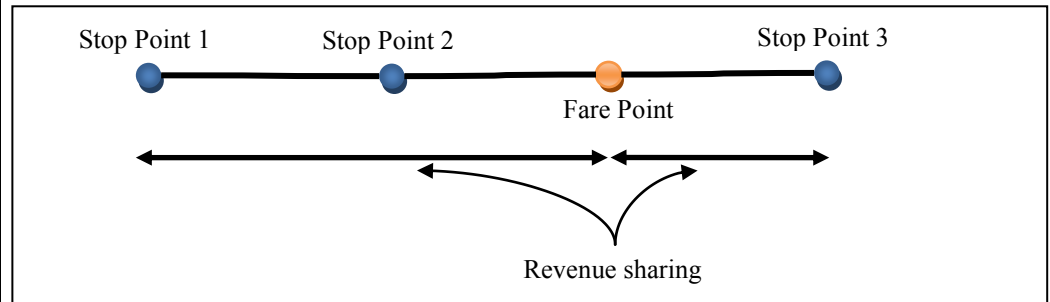 Stop Point 1
Stop Point 2
Stop Point 3
Fare Point
Revenue sharing